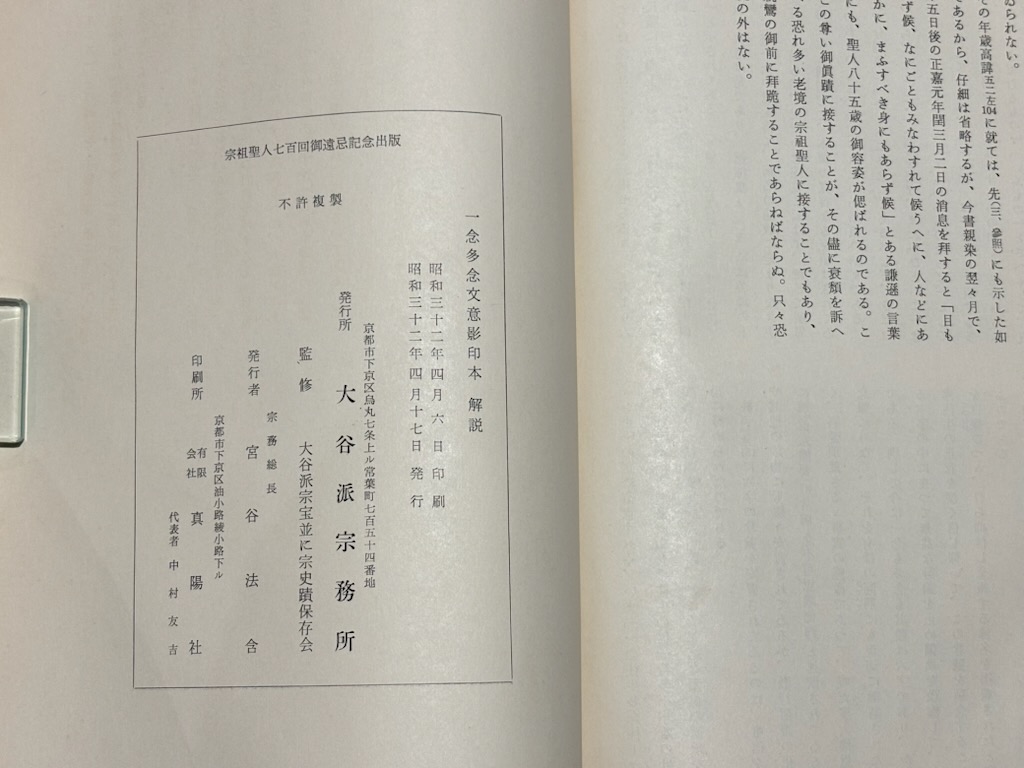 められない。
その年歳高諱五二左104に就ては、先(三、參照)にも示した如
あるから、仔細は省略するが、今書親染の翌々月で、
五日後の正嘉元年閏三月二日の消息を拜すると「目も
ず候、なにごともみなわすれて候うへに、人などにあ
かに、まふすべき身にもあらず候」とある謙遜の言葉
にも、聖人八十五歳の御容姿が偲ばれるのである。こ
この尊い御眞蹟に接することが、その儘に衰頽を訴へ
る恐れ多い老境の宗祖聖人に接することでもあり、
鸞の御前に拜跪することであらねばならぬ。只々恐
の外はない。
宗祖聖人七百回御遠忌記念出版
不許複製
一念多念文意影印本 解説
昭和三十二年四月 六 日 印 刷
昭和三十二年四月十七日 発 行
京都市下京区烏丸七条上ル常葉町七百五十四番地
発行所 大谷派宗務所
監修 大谷派宗宝並に宗史蹟保存会
宗務総長
発行者 宮谷法含
京都市下京区油小路綾小路下ル
印刷所 有限会社 真陽社
代表者 中村友吉